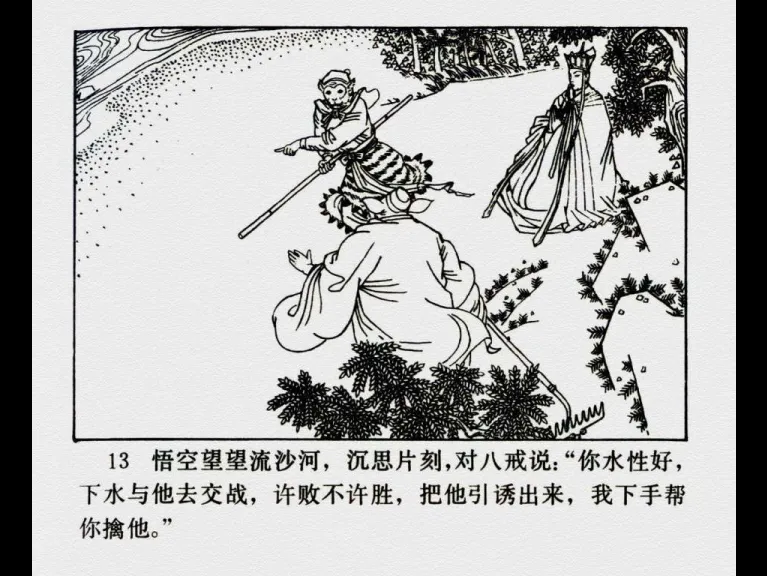 13 悟空望望流沙河，沉思片刻，对八戒说：“你水性好，
下水与他去交战，许败不许胜，把他引诱出来，我下手帮
你擒他。”